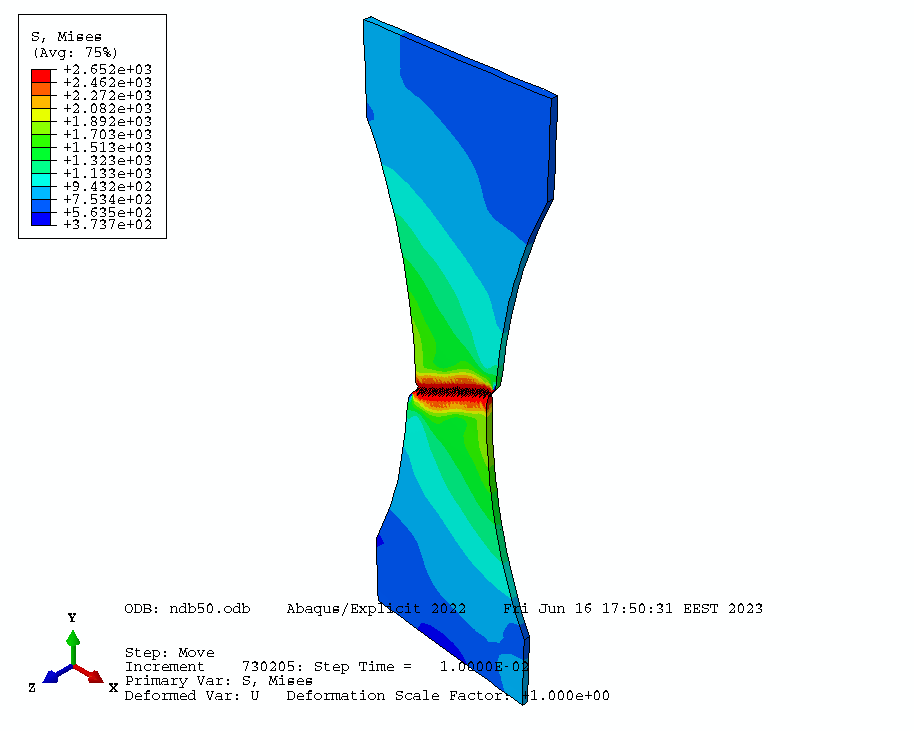 S, Mises
(Avg: 75%)
+2.652e+03
+2.462e+03
+2.272e+03
+2.082e+03
+1.892e+03
+1.703e+03
+1.513e+03
+1.323e+03
+1.133e+03
+9.432e+02
+7.534e+02
+5.635e+02
+3.737e+02
ODB: ndb50.odb Abaqus/Explicit 2022 Fri Jun 16 17:50:31 EEST 2023
Y
Z
X
Step: Move
Increment 730205: Step Time = 1.0000E-02
Primary Var: S, Mises
Deformed Var: U Deformation Scale Factor: +1.000e+00